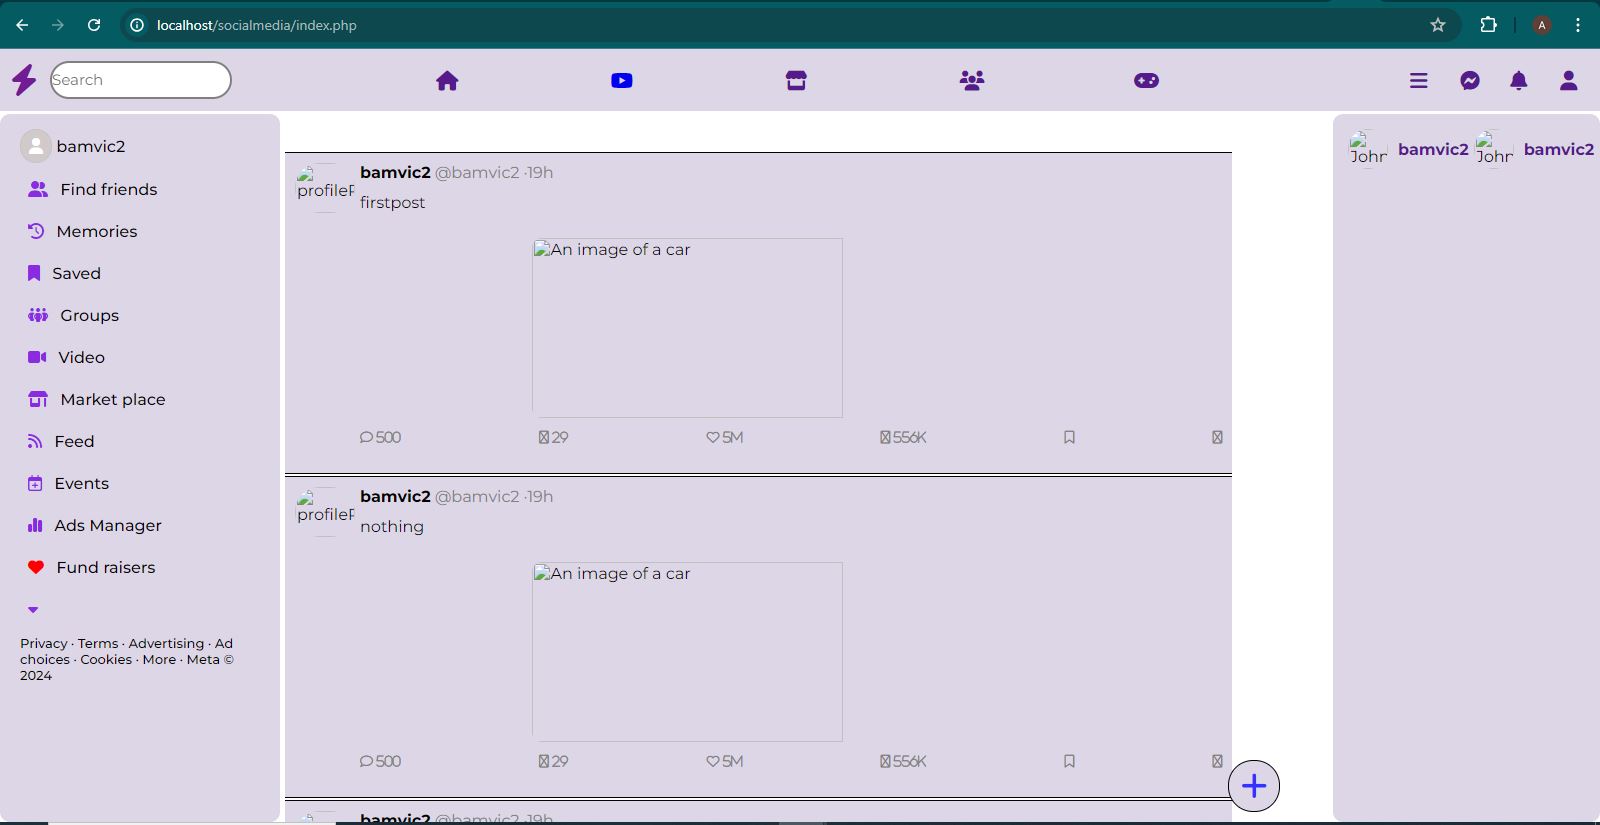 localhost/socialmedia/index.php
A
Search
bamvic2
Find friends
Memories
Saved
Groups
Video
Market place
Feed
Events
Ads Manager
Fund raisers
Privacy · Terms · Advertising · Ad
choices · Cookies · More · Meta ©
2024
bamvic2 @bamvic2 ·19h
profileP
firstpost
An image of a car
500 29 5M 556K
bamvic2 @bamvic2 ·19h
profileP
nothing
An image of a car
500 29 5M 556K
bamvic2 @bamvic2 ·19h
John bamvic2 John bamvic2